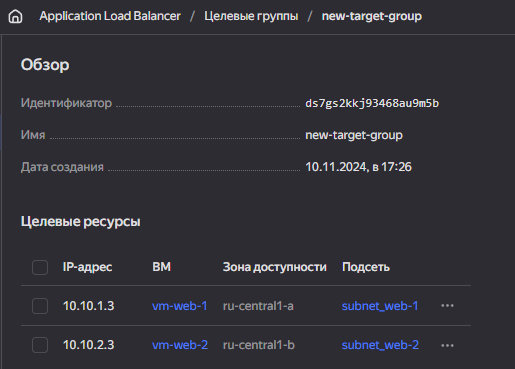 Application Load Balancer / Целевые группы / new-target-group
Обзор
Идентификатор ds7gs2kkj93468au9m5b
Имя new-target-group
Дата создания 10.11.2024, в 17:26
Целевые ресурсы
IP-адрес ВМ Зона доступности Подсеть
10.10.1.3 vm-web-1 ru-central1-a subnet_web-1
10.10.2.3 vm-web-2 ru-central1-b subnet_web-2